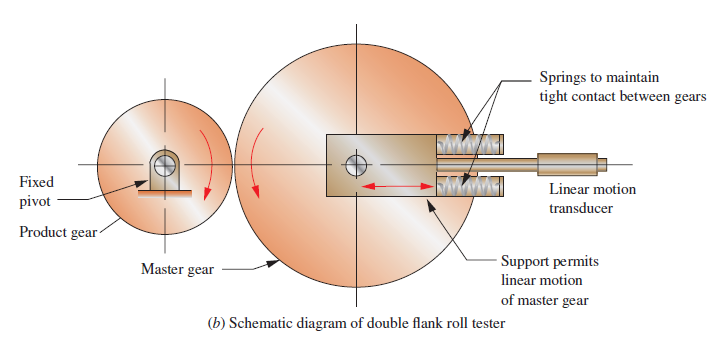 Springs to maintain
tight contact between gears
Fixed
pivot
Linear motion
transducer
Product gear
Master gear
Support permits
linear motion
of master gear
(b) Schematic diagram of double flank roll tester